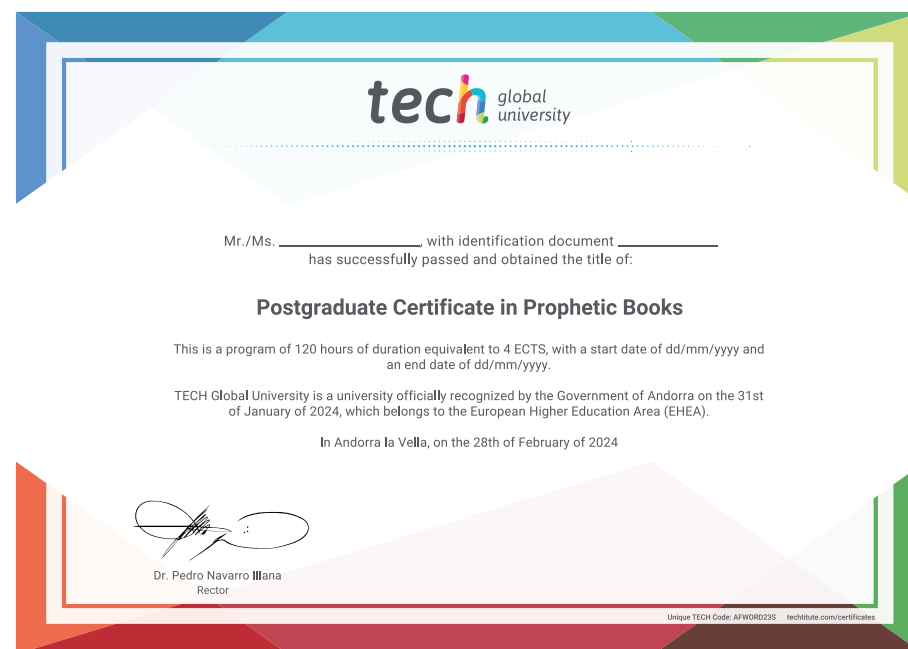 tech global university
Mr./Ms. ____________, with identification document ____________
has successfully passed and obtained the title of:
Postgraduate Certificate in Prophetic Books
This is a program of 120 hours of duration equivalent to 4 ECTS, with a start date of dd/mm/yyyy and
an end date of dd/mm/yyyy.
TECH Global University is a university officially recognized by the Government of Andorra on the 31st
of January of 2024, which belongs to the European Higher Education Area (EHEA).
In Andorra la Vella, on the 28th of February of 2024
Dr. Pedro Navarro Illana
Rector
Unique TECH Code: AFWORD23S techtitute.com/certificates